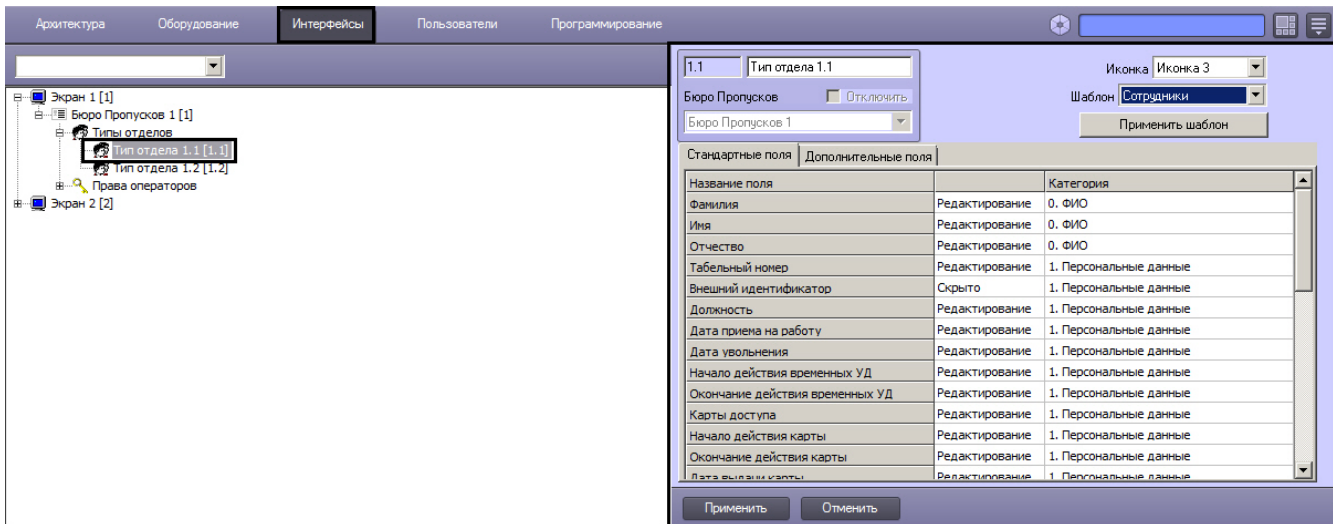 Архитектура Оборудование Интерфейсы Пользователи Программирование
Экран 1 [1]
Бюро Пропусков 1 [1]
Типы отделов
Тип отдела 1.1 [1.1]
Тип отдела 1.2 [1.2]
Права операторов
Экран 2 [2]
1.1 Тип отдела 1.1 Иконка Иконка 3
Бюро Пропусков Отключить Шаблон Сотрудники
Бюро Пропусков 1 Применить шаблон
Стандартные поля Дополнительные поля
Название поля Категория
Фамилия Редактирование 0. ФИО
Имя Редактирование 0. ФИО
Отчество Редактирование 0. ФИО
Табельный номер Редактирование 1. Персональные данные
Внешний идентификатор Скрыто 1. Персональные данные
Должность Редактирование 1. Персональные данные
Дата приема на работу Редактирование 1. Персональные данные
Дата увольнения Редактирование 1. Персональные данные
Начало действия временных УД Редактирование 1. Персональные данные
Окончание действия временных УД Редактирование 1. Персональные данные
Карты доступа Редактирование 1. Персональные данные
Начало действия карты Редактирование 1. Персональные данные
Окончание действия карты Редактирование 1. Персональные данные
Дата выдачи карты Редактирование 1. Персональные данные
Применить Отменить